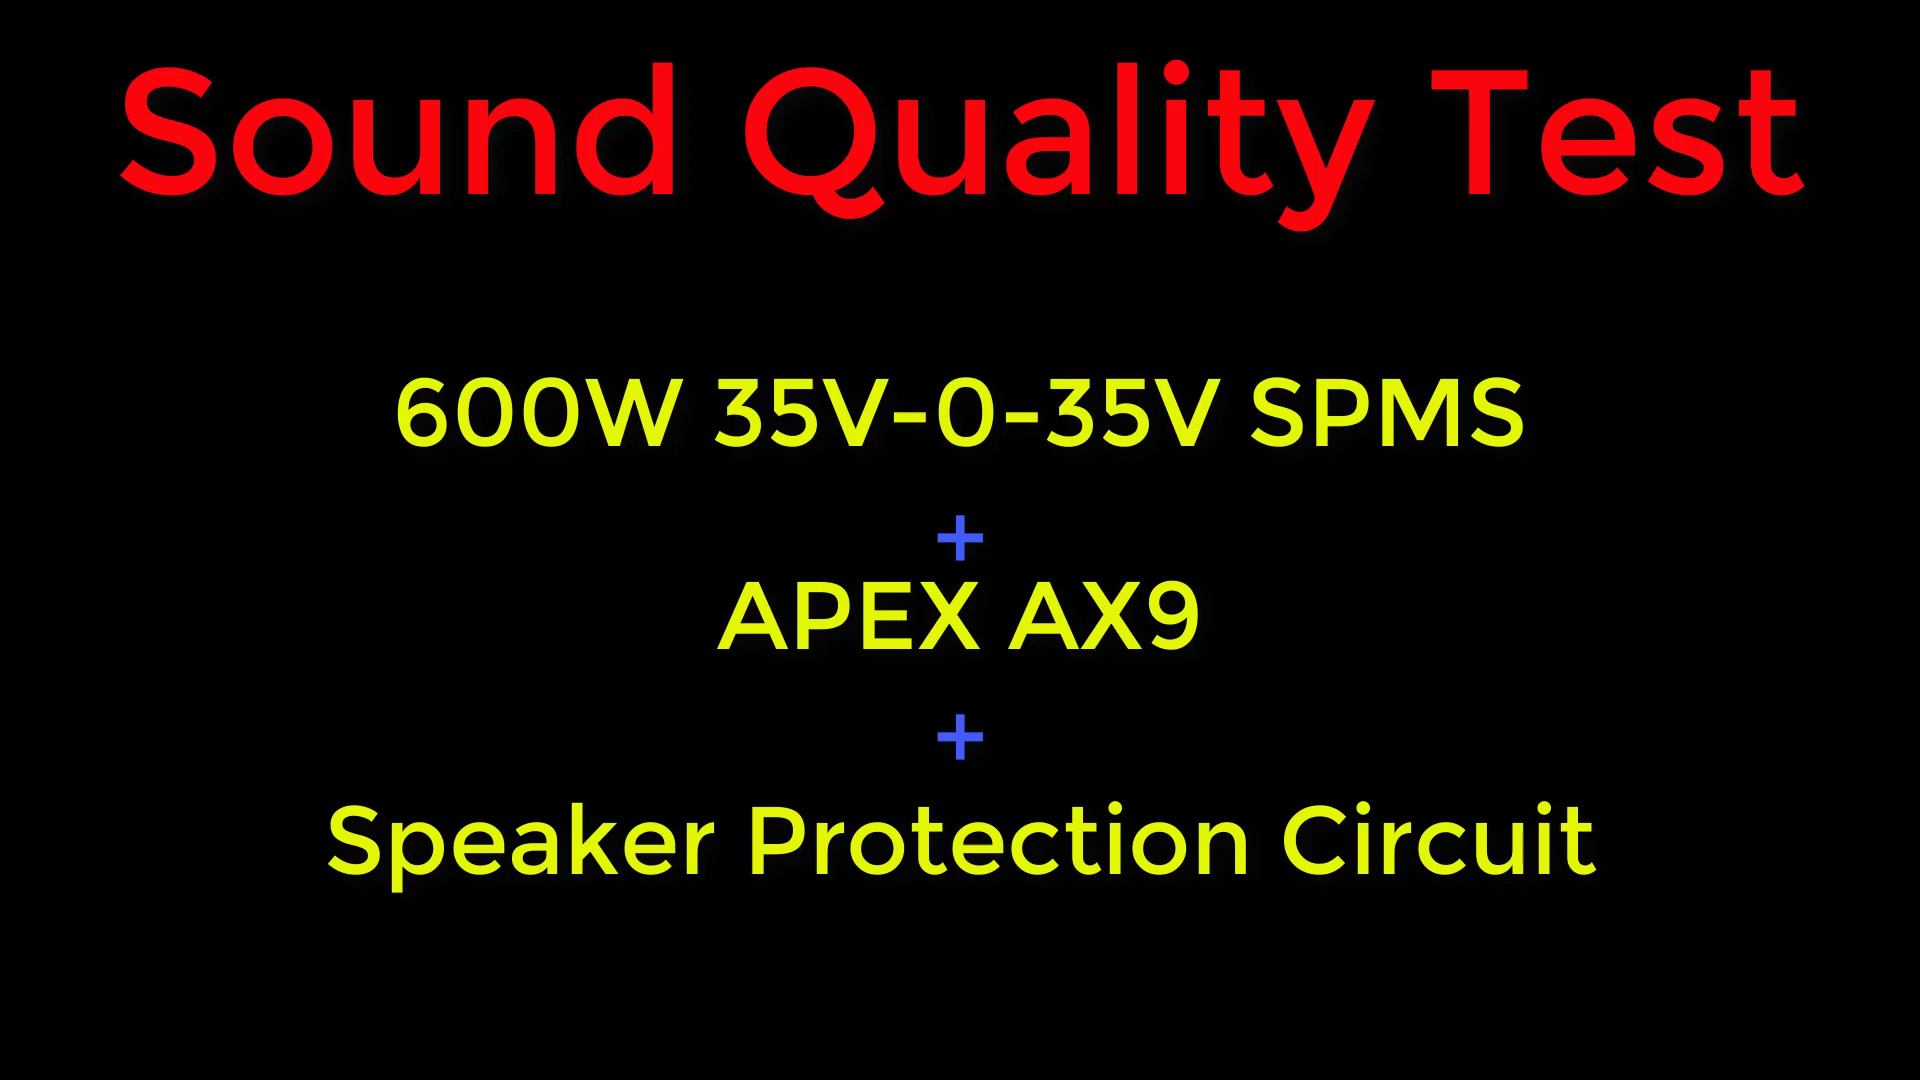 Sound Quality Test
600W 35V-0-35V SPMS
+
APEX AX9
+
Speaker Protection Circuit